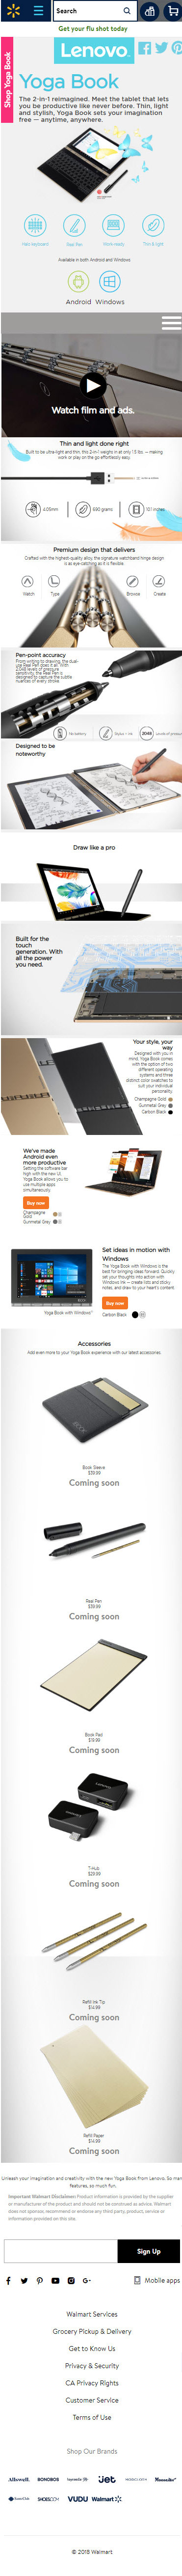 Search
Get your flu shot today
Shop Yoga Book
Lenovo
Yoga Book
The 2-in-1 reimagined. Meet the tablet that lets
you be productive like never before. Thin, light
and stylish, Yoga Book sets your imagination
free — anytime, anywhere.
Halo keyboard
Real Pen
Work-ready
Thin & light
Available in both Android and Windows
Android
Windows
Watch film and ads.
Thin and light done right
Built to be ultra-light and thin, this 2-in-1 weighs in at only 1.5 lbs. — making
work or play on the go effortlessly easy.
4.05mm
690 grams
10.1 inches
Premium design that delivers
Crafted with the highest-quality alloy, the signature watchband hinge design
is as eye-catching as it is flexible.
Watch
Type
Browse
Create
Pen-point accuracy
From writing to drawing, the dual-
use Real Pen does it all. With
2,048 levels of pressure
sensitivity, the Real Pen is
designed to capture the subtle
nuances of every stroke.
No battery
Stylus + ink
2048
Levels of pressure
Designed to be
noteworthy
Draw like a pro
Built for the
touch
generation. With
all the power
you need.
Your style, your
way
Designed with you in
mind, Yoga Book comes
with the option of two
different operating
systems and three
distinct color swatches to
suit your individual
personality.
Champagne Gold
Gunmetal Grey
Carbon Black
We've made
Android even
more productive
Setting the software bar
high with the new UI,
Yoga Book allows you to
use multiple apps
simultaneously.
Buy now
Champagne
Gold
Gunmetal Grey
Yoga Book with Windows
Set ideas in motion with
Windows
The Yoga Book with Windows is the
best for bringing ideas forward. Quickly
set your thoughts into action with
Windows Ink — create lists and sticky
notes, and draw to your heart's content.
Buy now
Carbon Black
Accessories
Add even more to your Yoga Book experience with our latest accessories.
Book Sleeve
$39.99
Coming soon
Real Pen
$39.99
Coming soon
Book Pad
$19.99
Coming soon
T-HUB
$29.99
Coming soon
Refill Ink Tip
$14.99
Coming soon
Refill Paper
$14.99
Coming soon
Unleash your imagination and creativity with the new Yoga Book from Lenovo. So many
features, so much fun.
Important Walmart Disclaimer: Product information is provided by the supplier
or manufacturer of the product and should not be construed as advice. Walmart
does not sponsor, recommend or endorse any third party, product, service or
information provided on this site.
Sign Up
Mobile apps
Walmart Services
Grocery Pickup & Delivery
Get to Know Us
Privacy & Security
CA Privacy Rights
Customer Service
Terms of Use
Shop Our Brands
Allswell
BONOBOS
hayneedle
jet
MODCLOTH
Moosejaw
Sam's Club
SHOES.COM
VUDU
Walmart
© 2018 Walmart